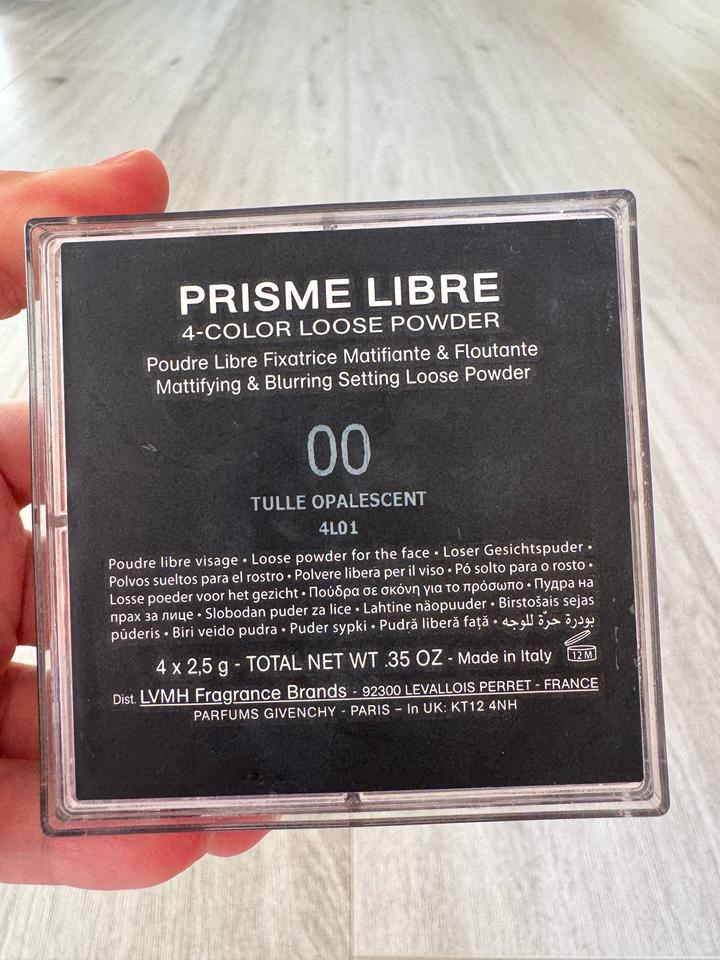 PRISME LIBRE
4-COLOR LOOSE POWDER
Poudre Libre Fixatrice Matifiante & Floutante
Mattifying & Blurring Setting Loose Powder
00
TULLE OPALESCENT
4L01
Poudre libre visage • Loose powder for the face • Loser Gesichtspuder •
Polvos sueltos para el rostro • Polvere libera per il viso • Pó solto para o rosto •
Losse poeder voor het gezicht • Πούδρα σε σκόνη για το πρόσωπο • Пудра на
прах за лице • Slobodan puder za lice • Lahtine näopuuder • Birstošais sejas
pūderis • Biri veido pudra • Puder sypki • Pudră liberă față • بودرة حرّة للوجه
4 x 2,5 g - TOTAL NET WT .35 OZ - Made in Italy 12 M
Dist. LVMH Fragrance Brands - 92300 LEVALLOIS PERRET - FRANCE
PARFUMS GIVENCHY - PARIS – In UK: KT12 4NH